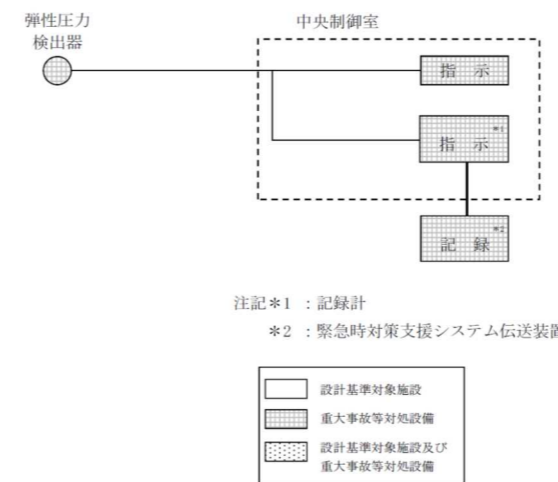 弾性圧力
検出器
中央制御室
指 示
指 示 *1
記 録 *2
注記*1 :記録計
*2 :緊急時対策支援システム伝送装置
設計基準対象施設
重大事故等対処設備
設計基準対象施設及び
重大事故等対処設備